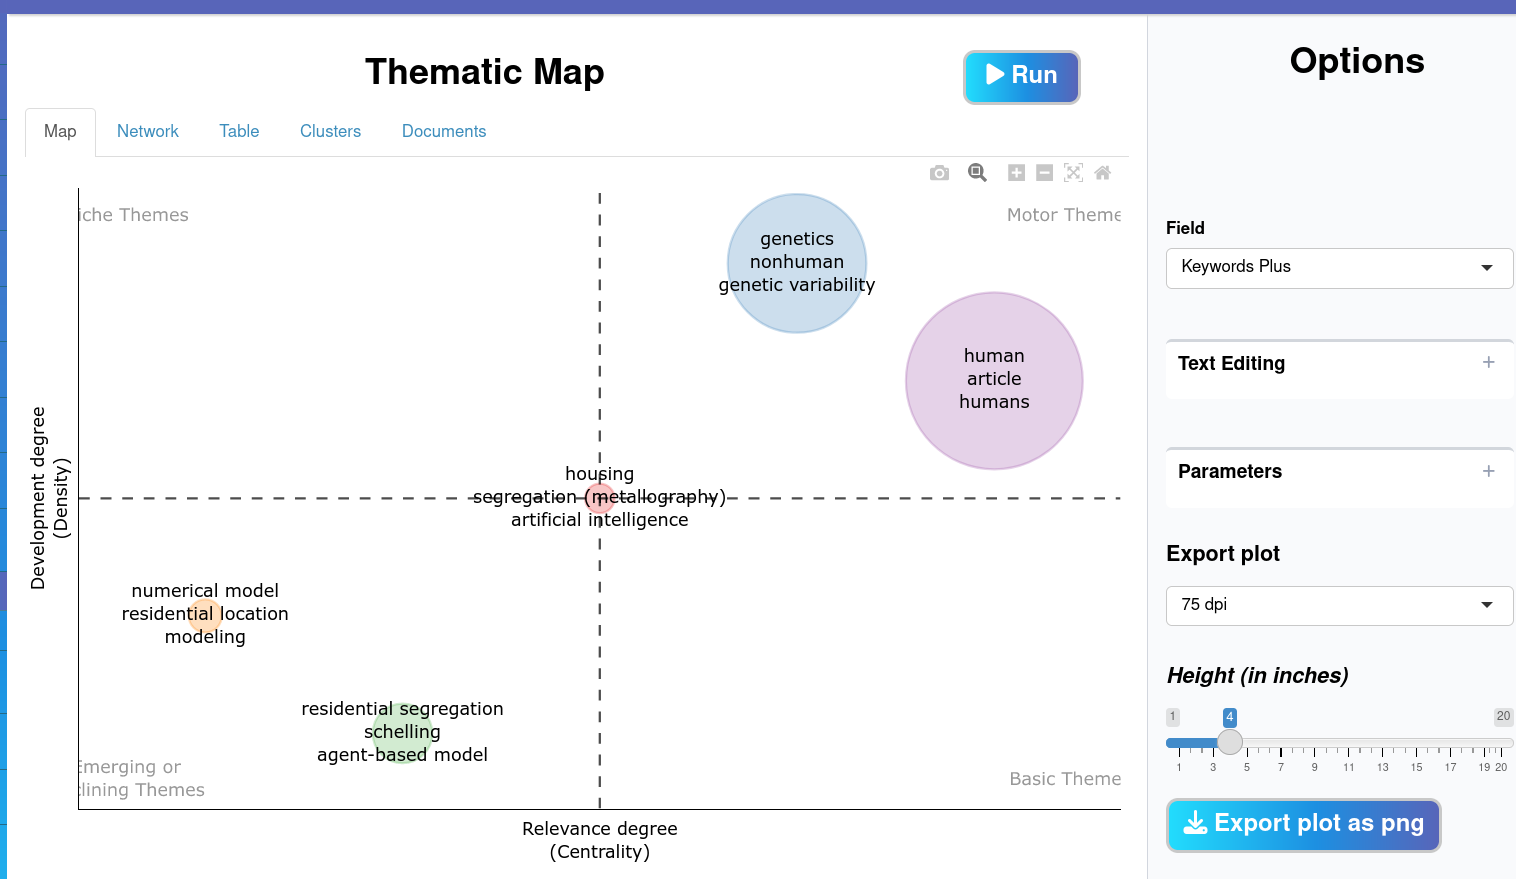 Thematic Map
Run
Options
Map
Network
Table
Clusters
Documents
iche Themes
Motor Theme
genetics
nonhuman
genetic variability
human
article
humans
housing
segregation (metallography)
artificial intelligence
numerical model
residential location
modeling
residential segregation
schelling
agent-based model
Emerging or
clining Themes
Basic Theme
Development degree
(Density)
Relevance degree
(Centrality)
Field
Keywords Plus
Text Editing +
Parameters +
Export plot
75 dpi
Height (in inches)
1 4 20
1 3 5 7 9 11 13 15 17 19 20
Export plot as png